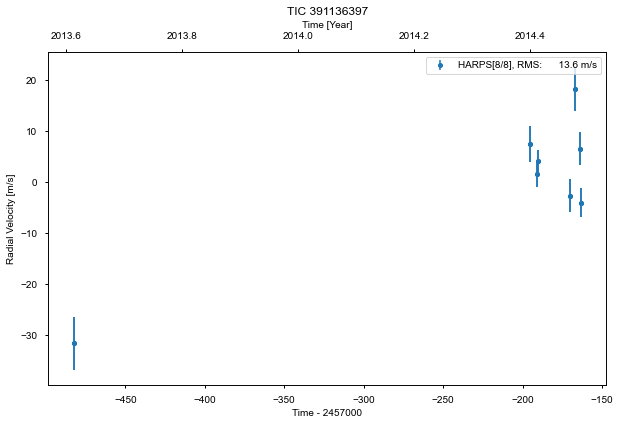 TIC 391136397
Time [Year]
2013.6 2013.8 2014.0 2014.2 2014.4
HARPS[8/8], RMS: 13.6 m/s
Radial Velocity [m/s]
20
10
0
−10
−20
−30
−450 −400 −350 −300 −250 −200 −150
Time - 2457000